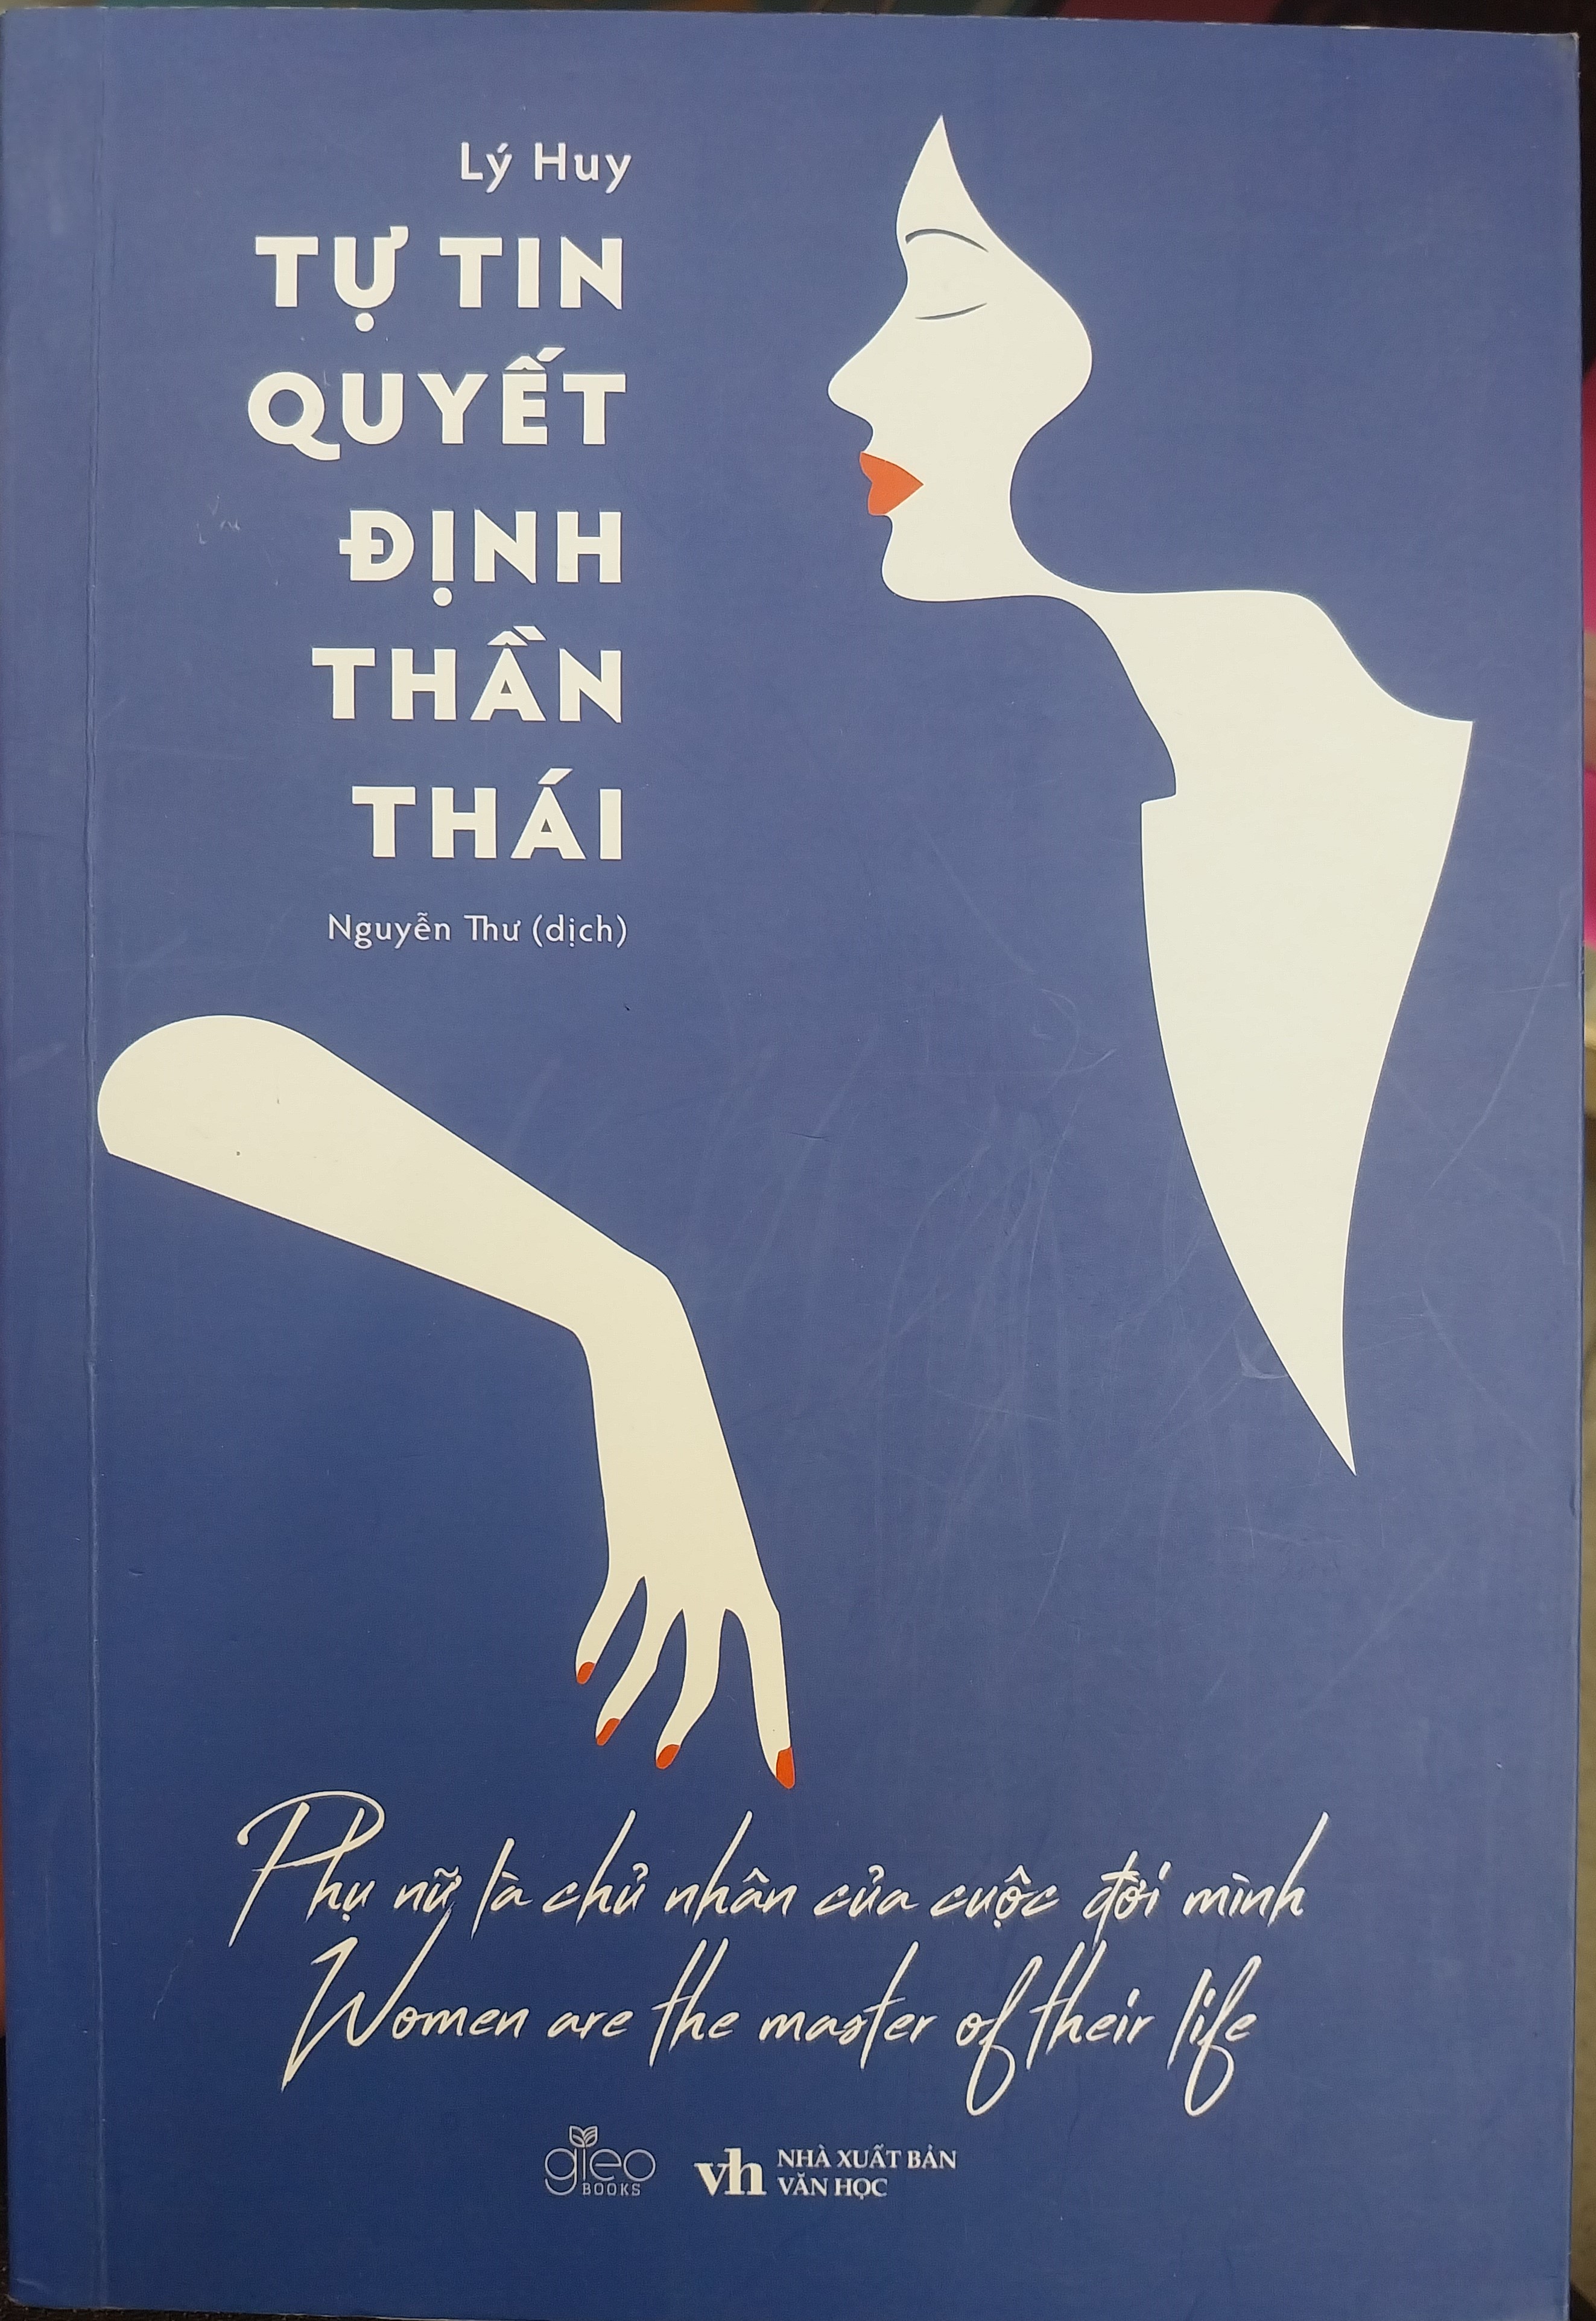 Lý Huy
TỰ TIN
QUYẾT
ĐỊNH
THẦN
THÁI
Nguyễn Thư (dịch)
Phụ nữ là chủ nhân của cuộc đời mình
Women are the master of their life
gieo
BOOKS
vh
NHÀ XUẤT BẢN
VĂN HỌC